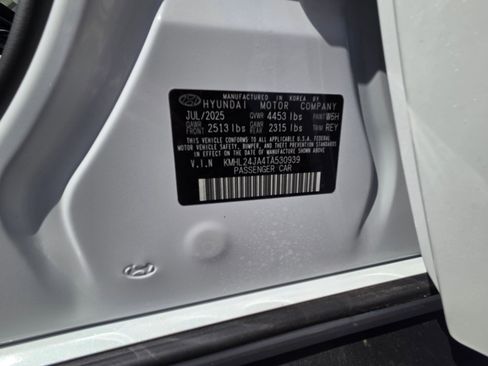 MANUFACTURED IN KOREA BY
HYUNDAI MOTOR COMPANY
JUL/2025 GVWR 4453 lbs PAINT W6H
GAWR FRONT 2513 lbs GAWR REAR 2315 lbs TRIM REY
THIS VEHICLE CONFORMS TO ALL APPLICABLE U.S.A. FEDERAL
MOTOR VEHICLE SAFETY, BUMPER, AND THEFT PREVENTION STANDARDS
IN EFFECT ON THE DATE OF MANUFACTURE SHOWN ABOVE.
V.I.N KMHL24JA4TA530939
PASSENGER CAR